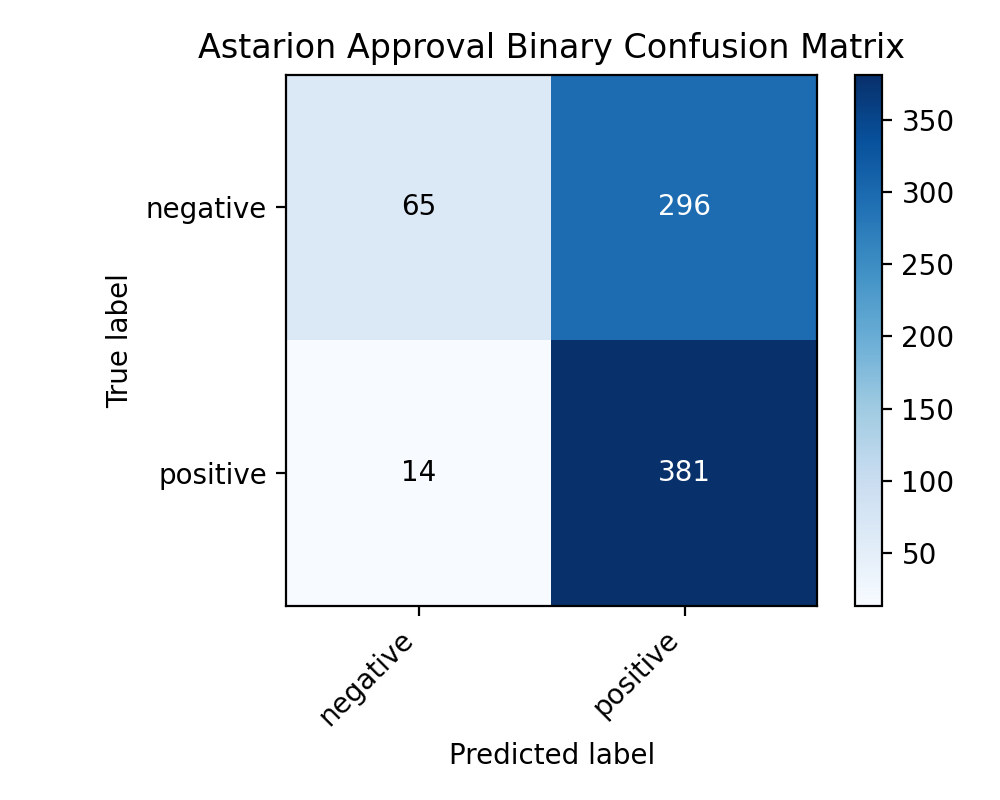 Astarion Approval Binary Confusion Matrix
True label
negative
positive
65
296
14
381
negative
positive
Predicted label
350
300
250
200
150
100
50